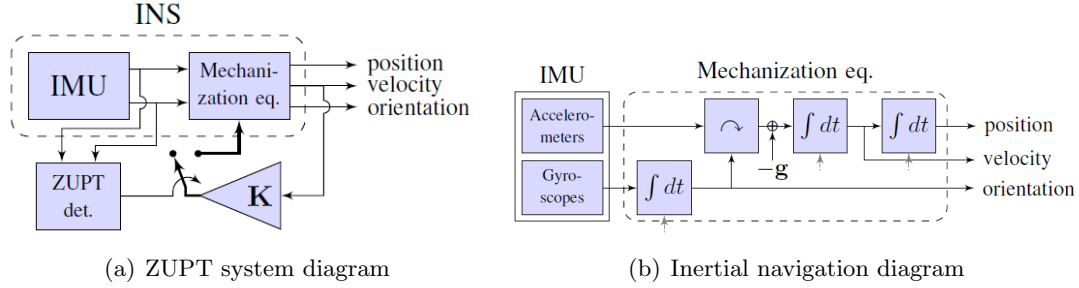 INS
IMU
Mechani-
zation eq.
position
velocity
orientation
ZUPT
det.
K
(a) ZUPT system diagram
IMU
Mechanization eq.
Accelero-
meters
Gyro-
scopes
∫ dt
⊕
−g
∫ dt
∫ dt
position
velocity
orientation
(b) Inertial navigation diagram